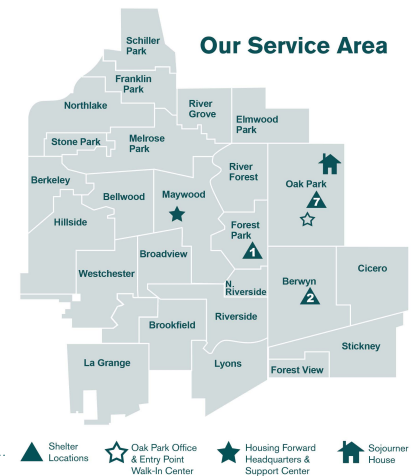 Our Service Area
Schiller
Park
Franklin
Park
Northlake
River
Grove
Elmwood
Park
Stone Park
Melrose
Park
Berkeley
Bellwood
Maywood
River
Forest
Oak Park
7
Hillside
Forest
Park
1
Westchester
Broadview
N.
Riverside
Berwyn
2
Cicero
Brookfield
Riverside
Stickney
La Grange
Lyons
Forest View
Shelter
Locations
Oak Park Office
& Entry Point
Walk-In Center
Housing Forward
Headquarters &
Support Center
Sojourner
House